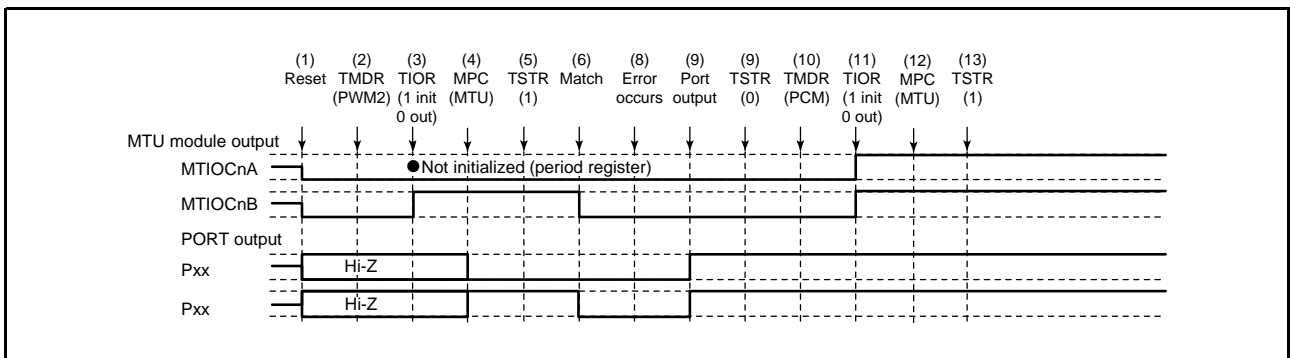 (1) (2) (3) (4) (5) (6) (8) (9) (9) (10) (11) (12) (13)
Reset TMDR TIOR MPC TSTR Match Error Port TSTR TMDR TIOR MPC TSTR
(PWM2) (1 init (MTU) (1) occurs output (0) (PCM) (1 init (MTU) (1)
0 out) 0 out)
MTU module output
MTIOCnA ●Not initialized (period register)
MTIOCnB
PORT output
Pxx Hi-Z
Pxx Hi-Z